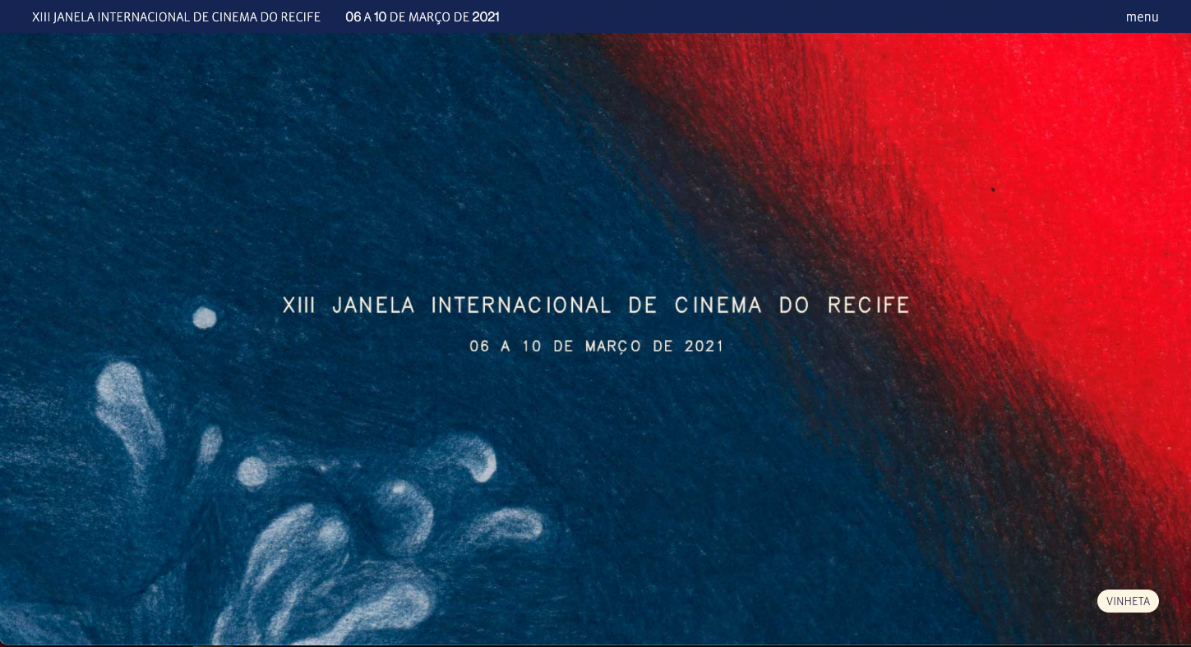 XIII JANELA INTERNACIONAL DE CINEMA DO RECIFE 06 A 10 DE MARÇO DE 2021 menu
XIII JANELA INTERNACIONAL DE CINEMA DO RECIFE
06 A 10 DE MARÇO DE 2021
VINHETA